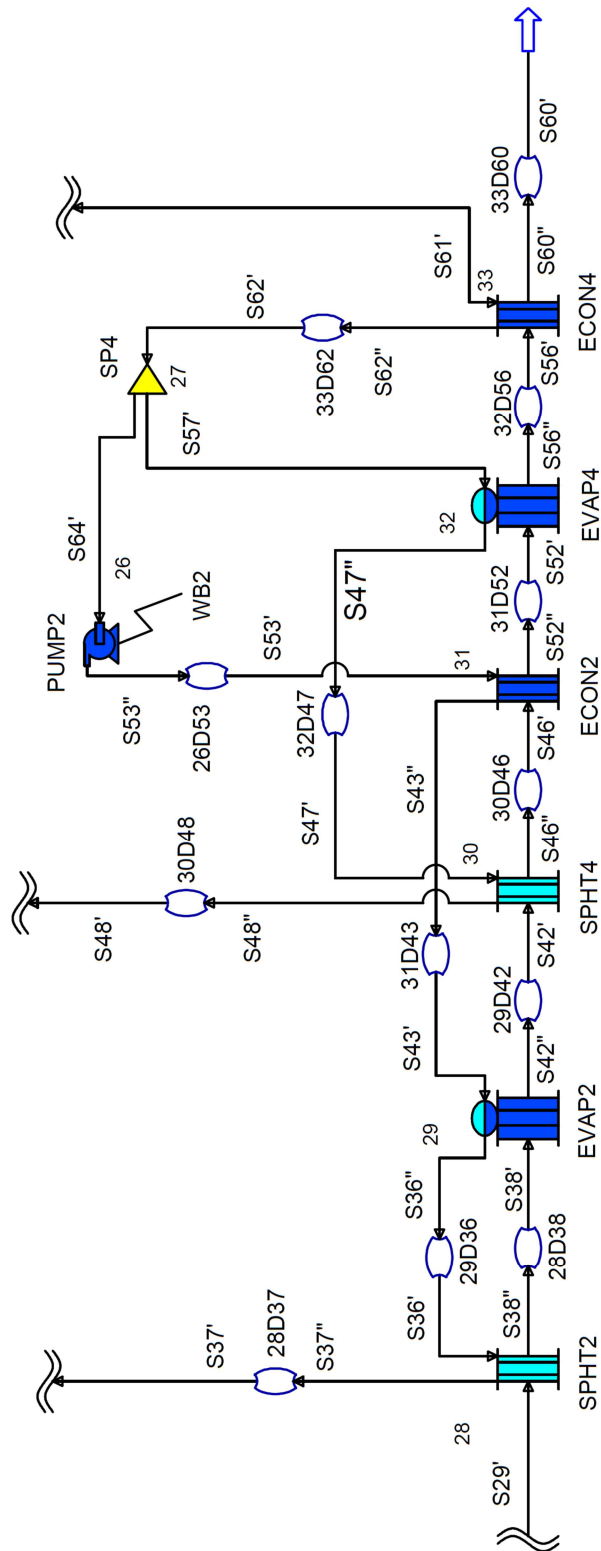 S29'
28
SPHT2
S37'
28D37
S37"
S36'
29D36
S36"
S38"
28D38
S38'
29
EVAP2
S43'
31D43
S43"
S42"
29D42
S42'
S48'
30D48
S48"
30
SPHT4
S47'
32D47
S47"
S46"
30D46
S46'
31
ECON2
PUMP2
26
WB2
S53"
26D53
S53'
S64'
S52"
31D52
S52'
32
EVAP4
SP4
27
S57'
S56"
32D56
S56'
S62'
33D62
S62"
S61'
33
ECON4
S60"
33D60
S60'